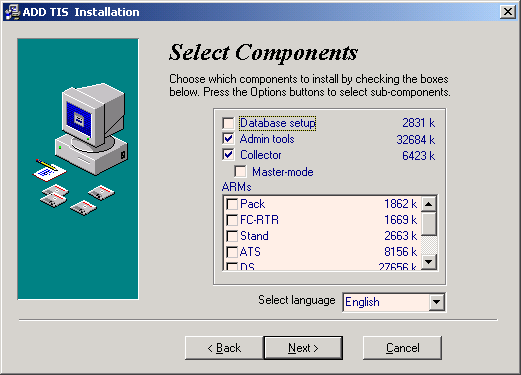 ADD TIS Installation
Select Components
Choose which components to install by checking the boxes
below. Press the Options buttons to select sub-components.
Database setup 2831 k
Admin tools 32684 k
Collector 6423 k
Master-mode
ARMs
Pack 1862 k
FC-RTR 1669 k
Stand 2663 k
ATS 8156 k
DS 27656 k
Select language English
< Back Next > Cancel